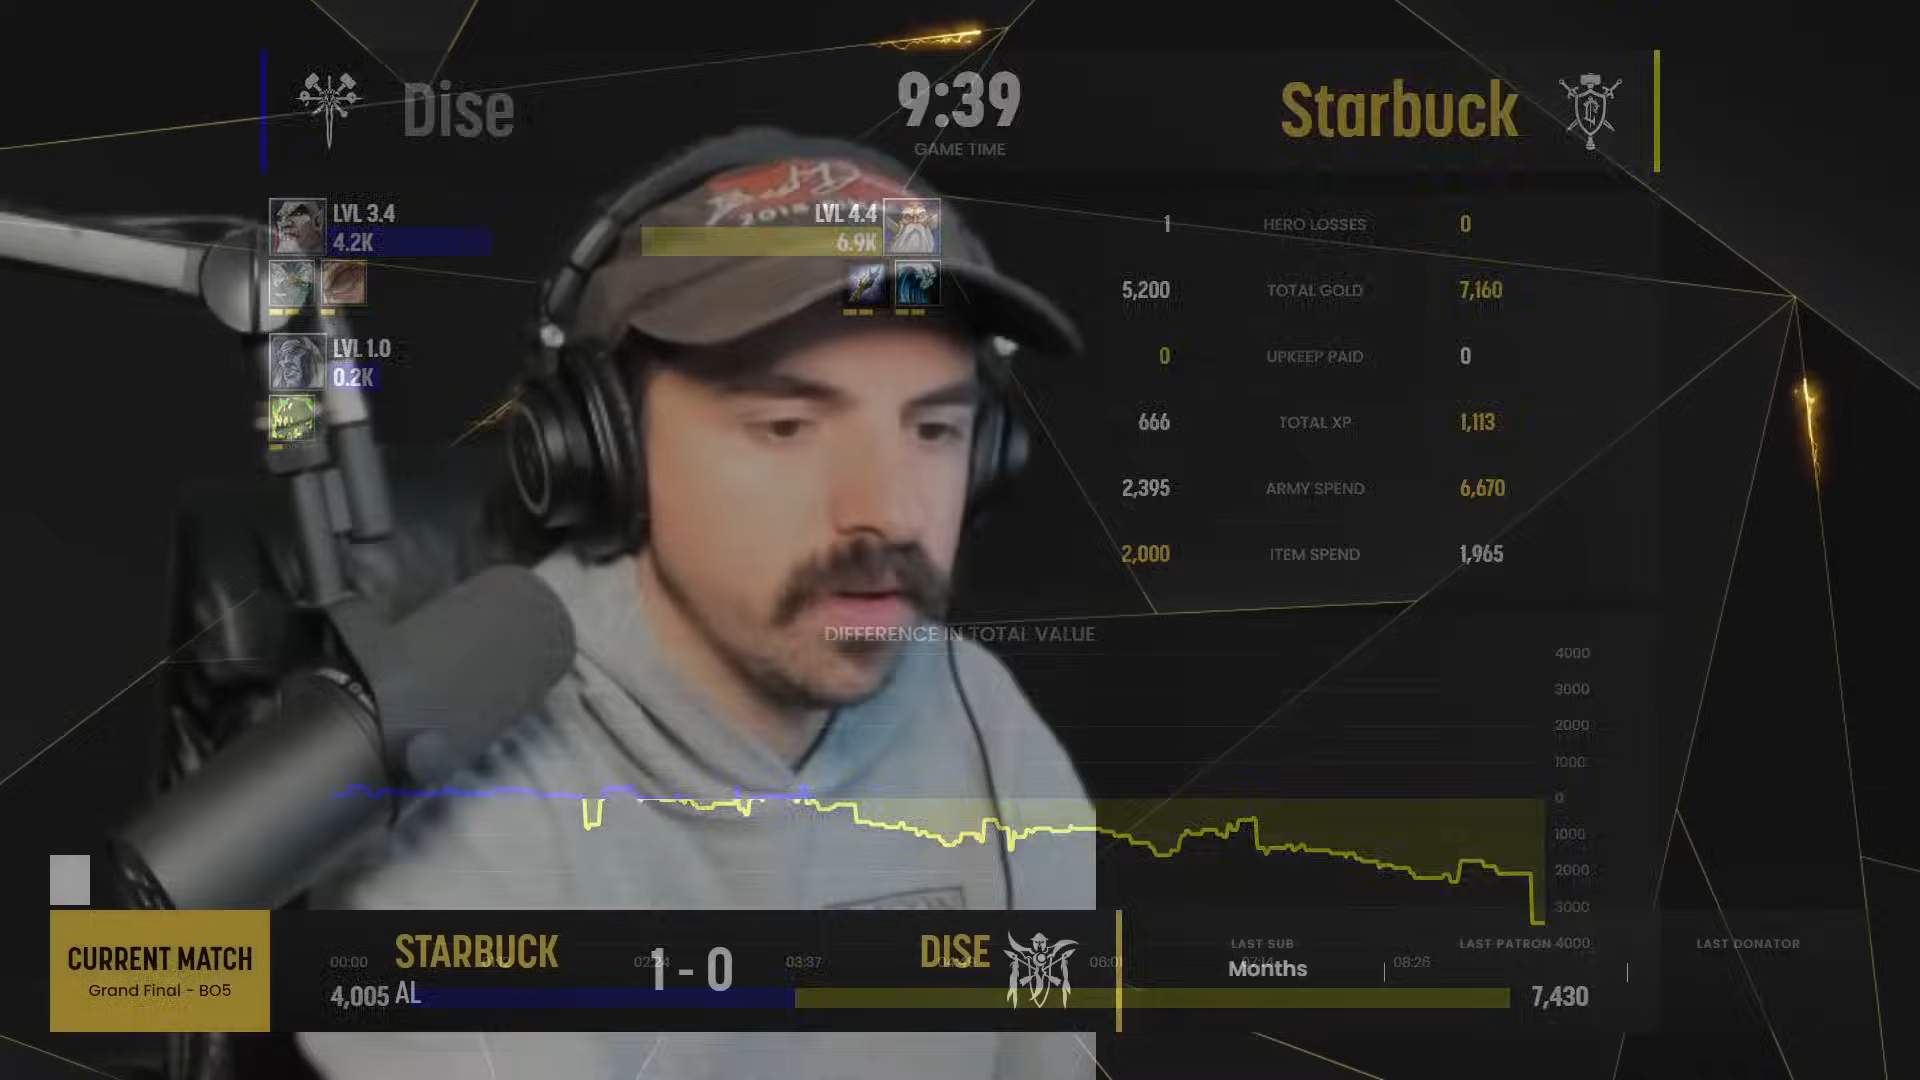 Dise
9:39
GAME TIME
Starbuck
LVL 3.4
4.2K
LVL 4.4
6.9K
LVL 1.0
0.2K
1 HERO LOSSES 0
5,200 TOTAL GOLD 7,160
0 UPKEEP PAID 0
666 TOTAL XP 1,113
2,395 ARMY SPEND 6,670
2,000 ITEM SPEND 1,965
DIFFERENCE IN TOTAL VALUE
4000
3000
2000
1000
0
1000
2000
3000
4000
CURRENT MATCH
Grand Final - BO5
STARBUCK
1 - 0
DISE
00:00 03:37 06:01 07:14 08:26
4,005 AL
7,430
LAST SUB
Months
LAST PATRON
LAST DONATOR